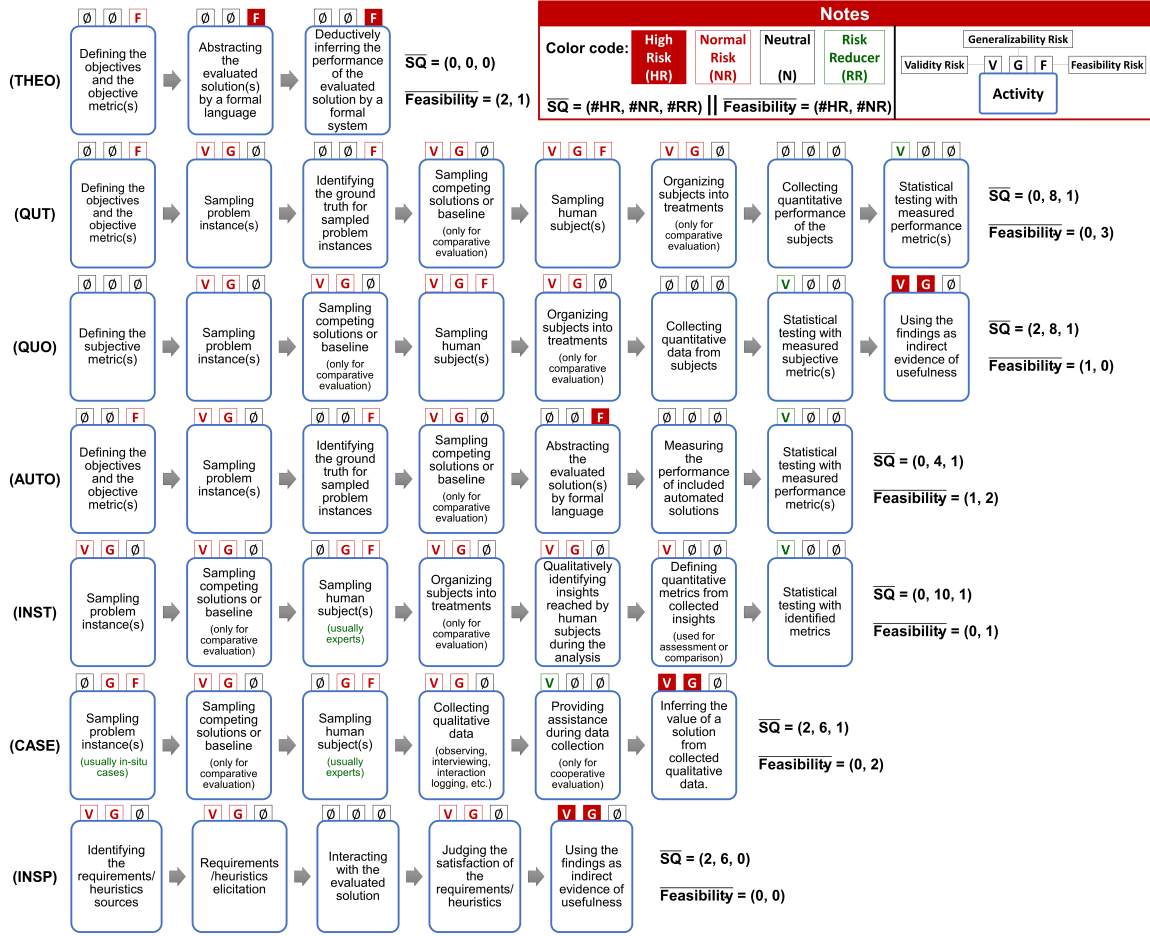 Notes
Color code:
High
Risk
(HR)
Normal
Risk
(NR)
Neutral
(N)
Risk
Reducer
(RR)
SQ = (#HR, #NR, #RR) || Feasibility = (#HR, #NR)
Generalizability Risk
Validity Risk
V G F
Feasibility Risk
Activity
(THEO)
Ø Ø F
Defining the
objectives
and the
objective
metric(s)
Ø Ø F
Abstracting
the
evaluated
solution(s)
by a formal
language
Ø Ø F
Deductively
inferring the
performance
of the
evaluated
solution by a
formal
system
SQ = (0, 0, 0)
Feasibility = (2, 1)
(QUT)
Ø Ø F
Defining the
objectives
and the
objective
metric(s)
V G Ø
Sampling
problem
instance(s)
Ø Ø F
Identifying
the ground
truth for
sampled
problem
instances
V G Ø
Sampling
competing
solutions or
baseline
(only for
comparative
evaluation)
V G F
Sampling
human
subject(s)
V G Ø
Organizing
subjects into
treatments
(only for
comparative
evaluation)
Ø Ø Ø
Collecting
quantitative
performance
of the
subjects
V Ø Ø
Statistical
testing with
measured
performance
metric(s)
SQ = (0, 8, 1)
Feasibility = (0, 3)
(QUO)
Ø Ø Ø
Defining the
subjective
metric(s)
V G Ø
Sampling
problem
instance(s)
V G Ø
Sampling
competing
solutions or
baseline
(only for
comparative
evaluation)
V G F
Sampling
human
subject(s)
V G Ø
Organizing
subjects into
treatments
(only for
comparative
evaluation)
Ø Ø Ø
Collecting
quantitative
data from
subjects
V Ø Ø
Statistical
testing with
measured
subjective
metric(s)
V G Ø
Using the
findings as
indirect
evidence of
usefulness
SQ = (2, 8, 1)
Feasibility = (1, 0)
(AUTO)
Ø Ø F
Defining the
objectives
and the
objective
metric(s)
V G Ø
Sampling
problem
instance(s)
Ø Ø F
Identifying
the ground
truth for
sampled
problem
instances
V G Ø
Sampling
competing
solutions or
baseline
(only for
comparative
evaluation)
Ø Ø F
Abstracting
the
evaluated
solution(s)
by formal
language
Ø Ø Ø
Measuring
the
performance
of included
automated
solutions
V Ø Ø
Statistical
testing with
measured
performance
metric(s)
SQ = (0, 4, 1)
Feasibility = (1, 2)
(INST)
V G Ø
Sampling
problem
instance(s)
V G Ø
Sampling
competing
solutions or
baseline
(only for
comparative
evaluation)
Ø G F
Sampling
human
subject(s)
(usually
experts)
V G Ø
Organizing
subjects into
treatments
(only for
comparative
evaluation)
V G Ø
Qualitatively
identifying
insights
reached by
human
subjects
during the
analysis
V Ø Ø
Defining
quantitative
metrics from
collected
insights
(used for
assessment or
comparison)
V Ø Ø
Statistical
testing with
identified
metrics
SQ = (0, 10, 1)
Feasibility = (0, 1)
(CASE)
Ø G F
Sampling
problem
instance(s)
(usually in-situ
cases)
V G Ø
Sampling
competing
solutions or
baseline
(only for
comparative
evaluation)
Ø G F
Sampling
human
subject(s)
(usually
experts)
V G Ø
Collecting
qualitative
data
(observing,
interviewing,
interaction
logging, etc.)
V Ø Ø
Providing
assistance
during data
collection
(only for
cooperative
evaluation)
V G Ø
Inferring the
value of a
solution
from
collected
qualitative
data.
SQ = (2, 6, 1)
Feasibility = (0, 2)
(INSP)
V G Ø
Identifying
the
requirements/
heuristics
sources
V G Ø
Requirements
/heuristics
elicitation
Ø Ø Ø
Interacting
with the
evaluated
solution
V G Ø
Judging the
satisfaction of
the
requirements/
heuristics
V G Ø
Using the
findings as
indirect
evidence of
usefulness
SQ = (2, 6, 0)
Feasibility = (0, 0)